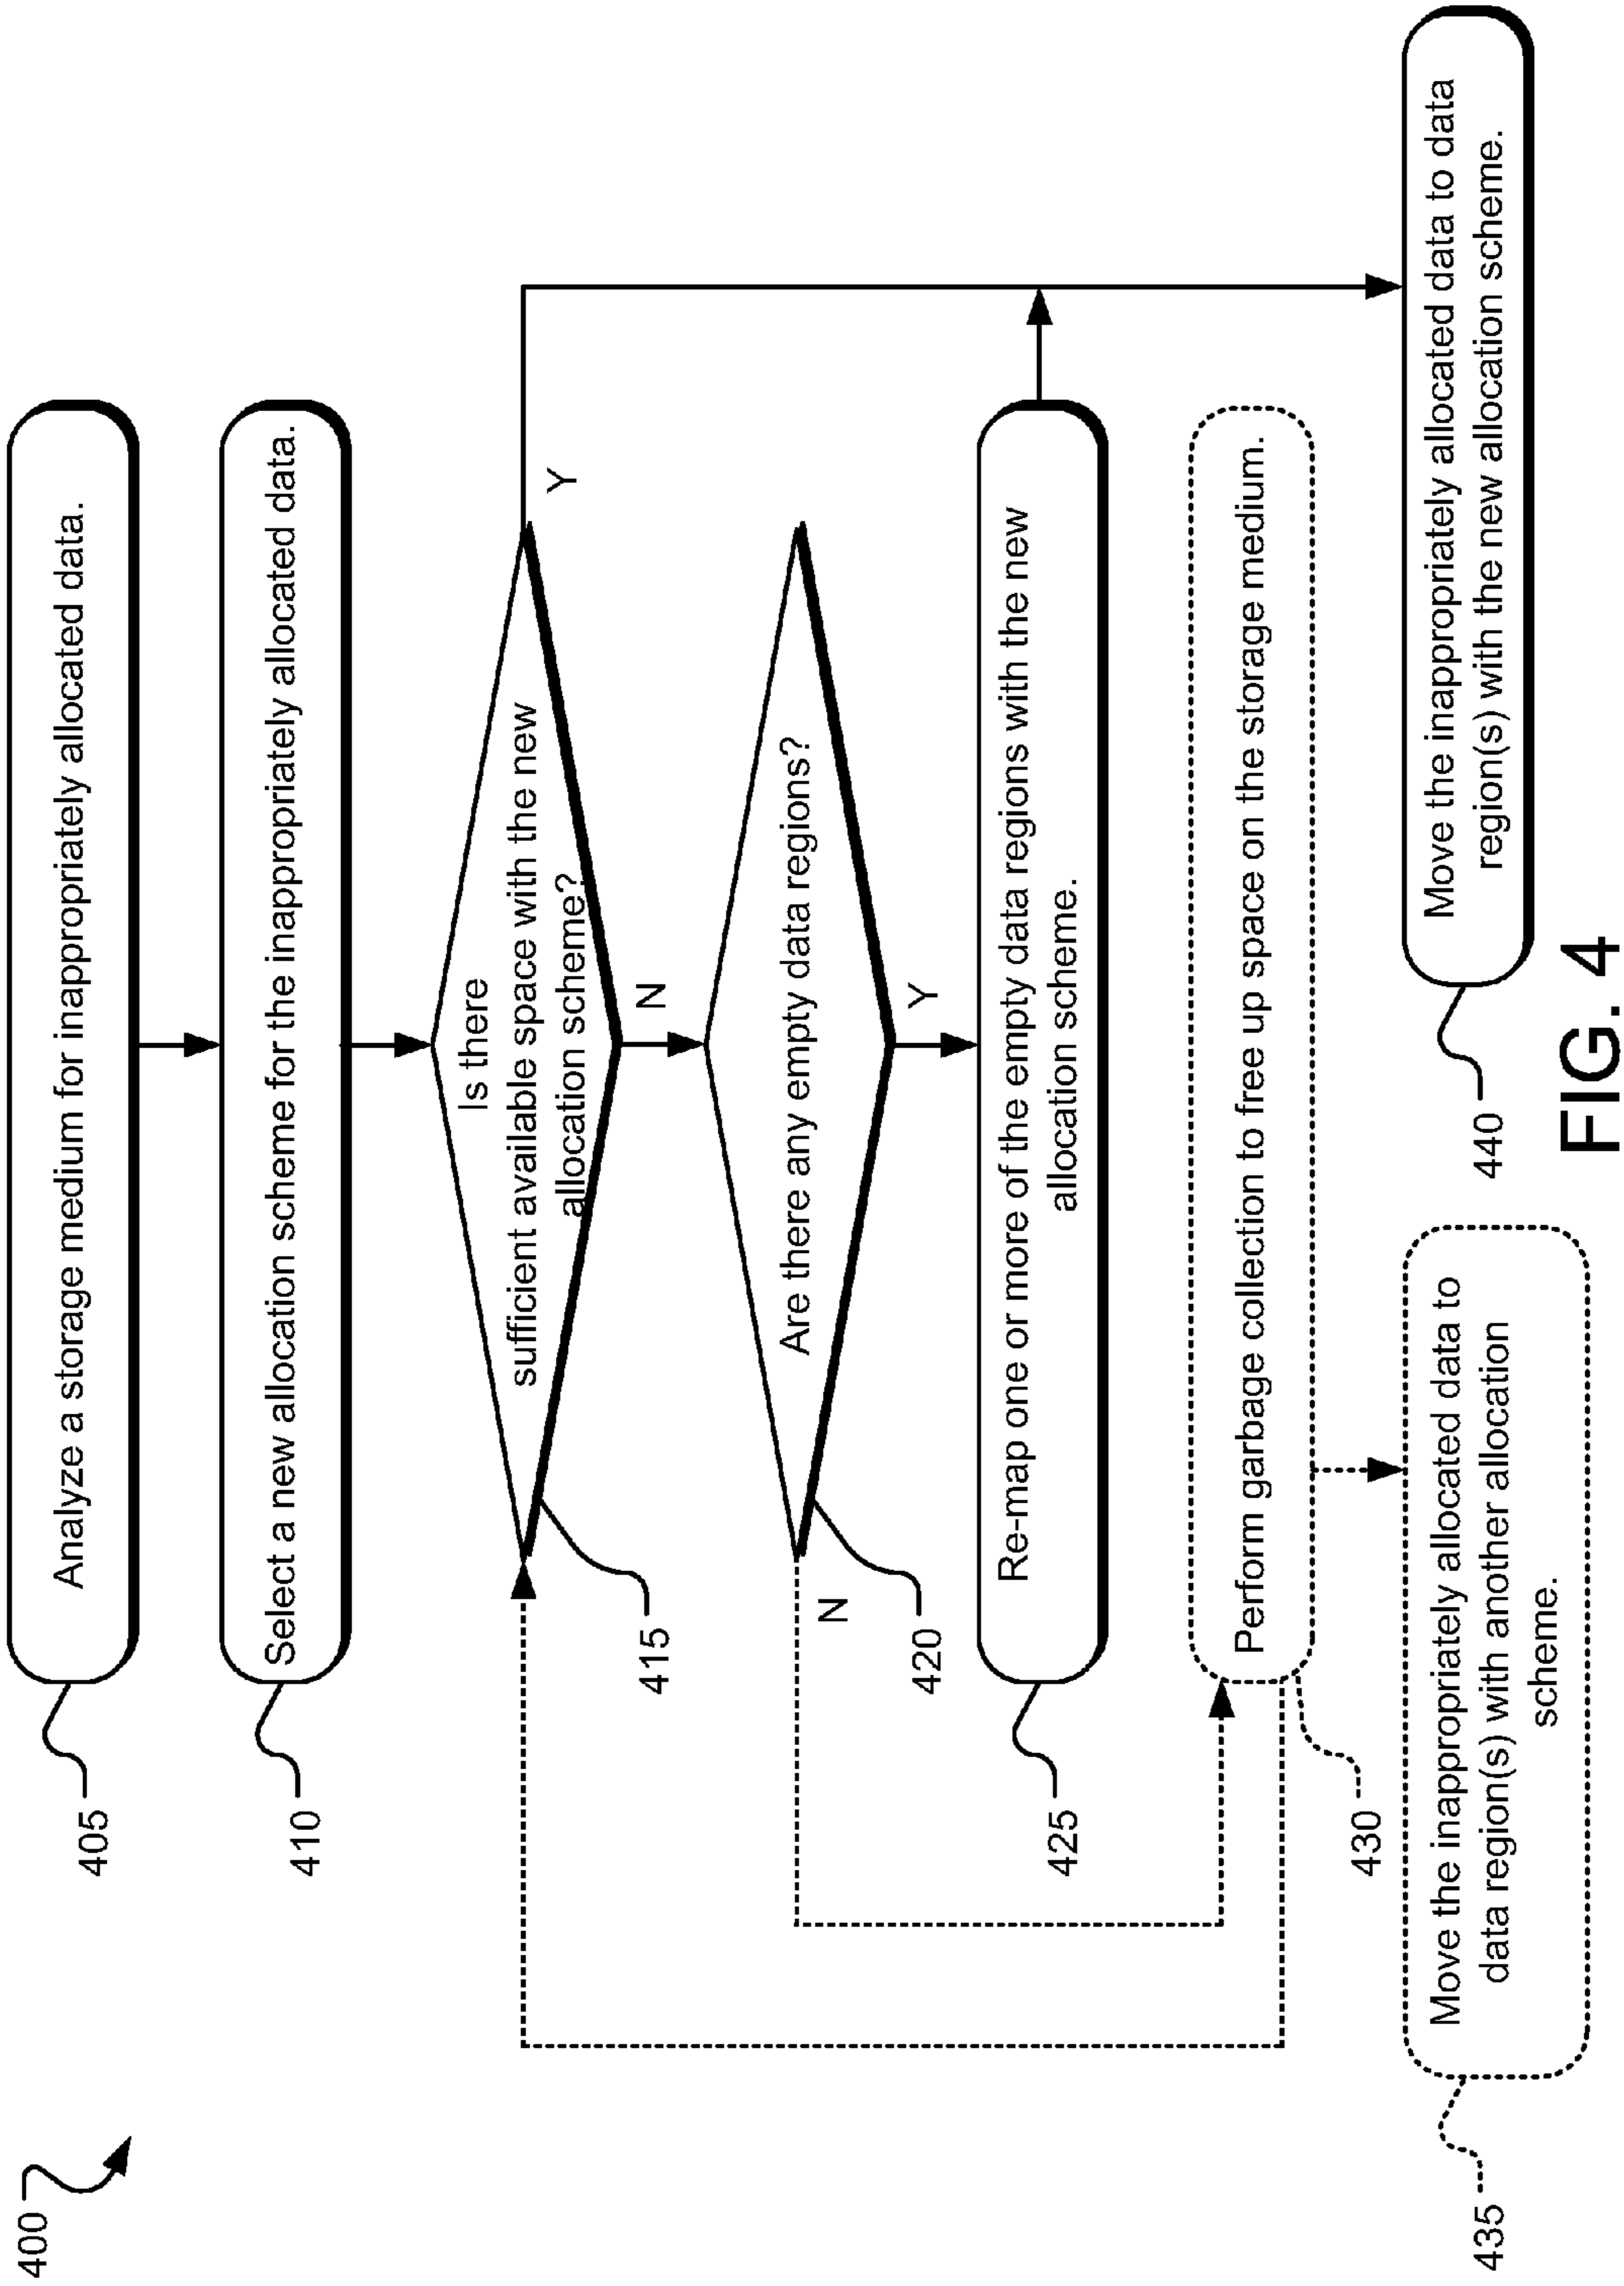 400
405
Analyze a storage medium for inappropriately allocated data.
410
Select a new allocation scheme for the inappropriately allocated data.
Is there
sufficient available space with the new
allocation scheme?
Y
415
N
Are there any empty data regions?
N
420
Y
425
Re-map one or more of the empty data regions with the new
allocation scheme.
Perform garbage collection to free up space on the storage medium.
430
435
Move the inappropriately allocated data to
data region(s) with another allocation
scheme.
440
Move the inappropriately allocated data to data
region(s) with the new allocation scheme.
FIG. 4